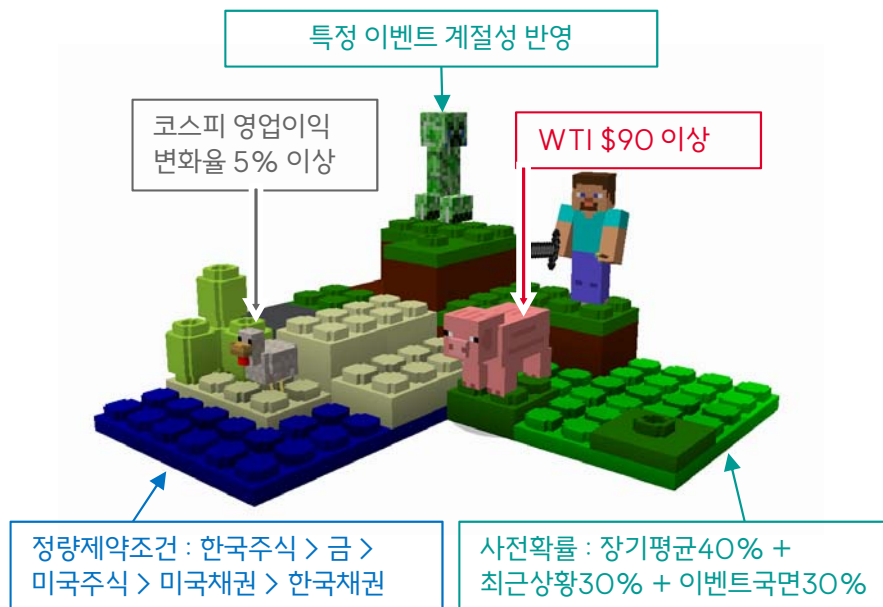 특정 이벤트 계절성 반영
코스피 영업이익
변화율 5% 이상
WTI $90 이상
정량제약조건 : 한국주식 > 금 >
미국주식 > 미국채권 > 한국채권
사전확률 : 장기평균40% +
최근상황30% + 이벤트국면30%